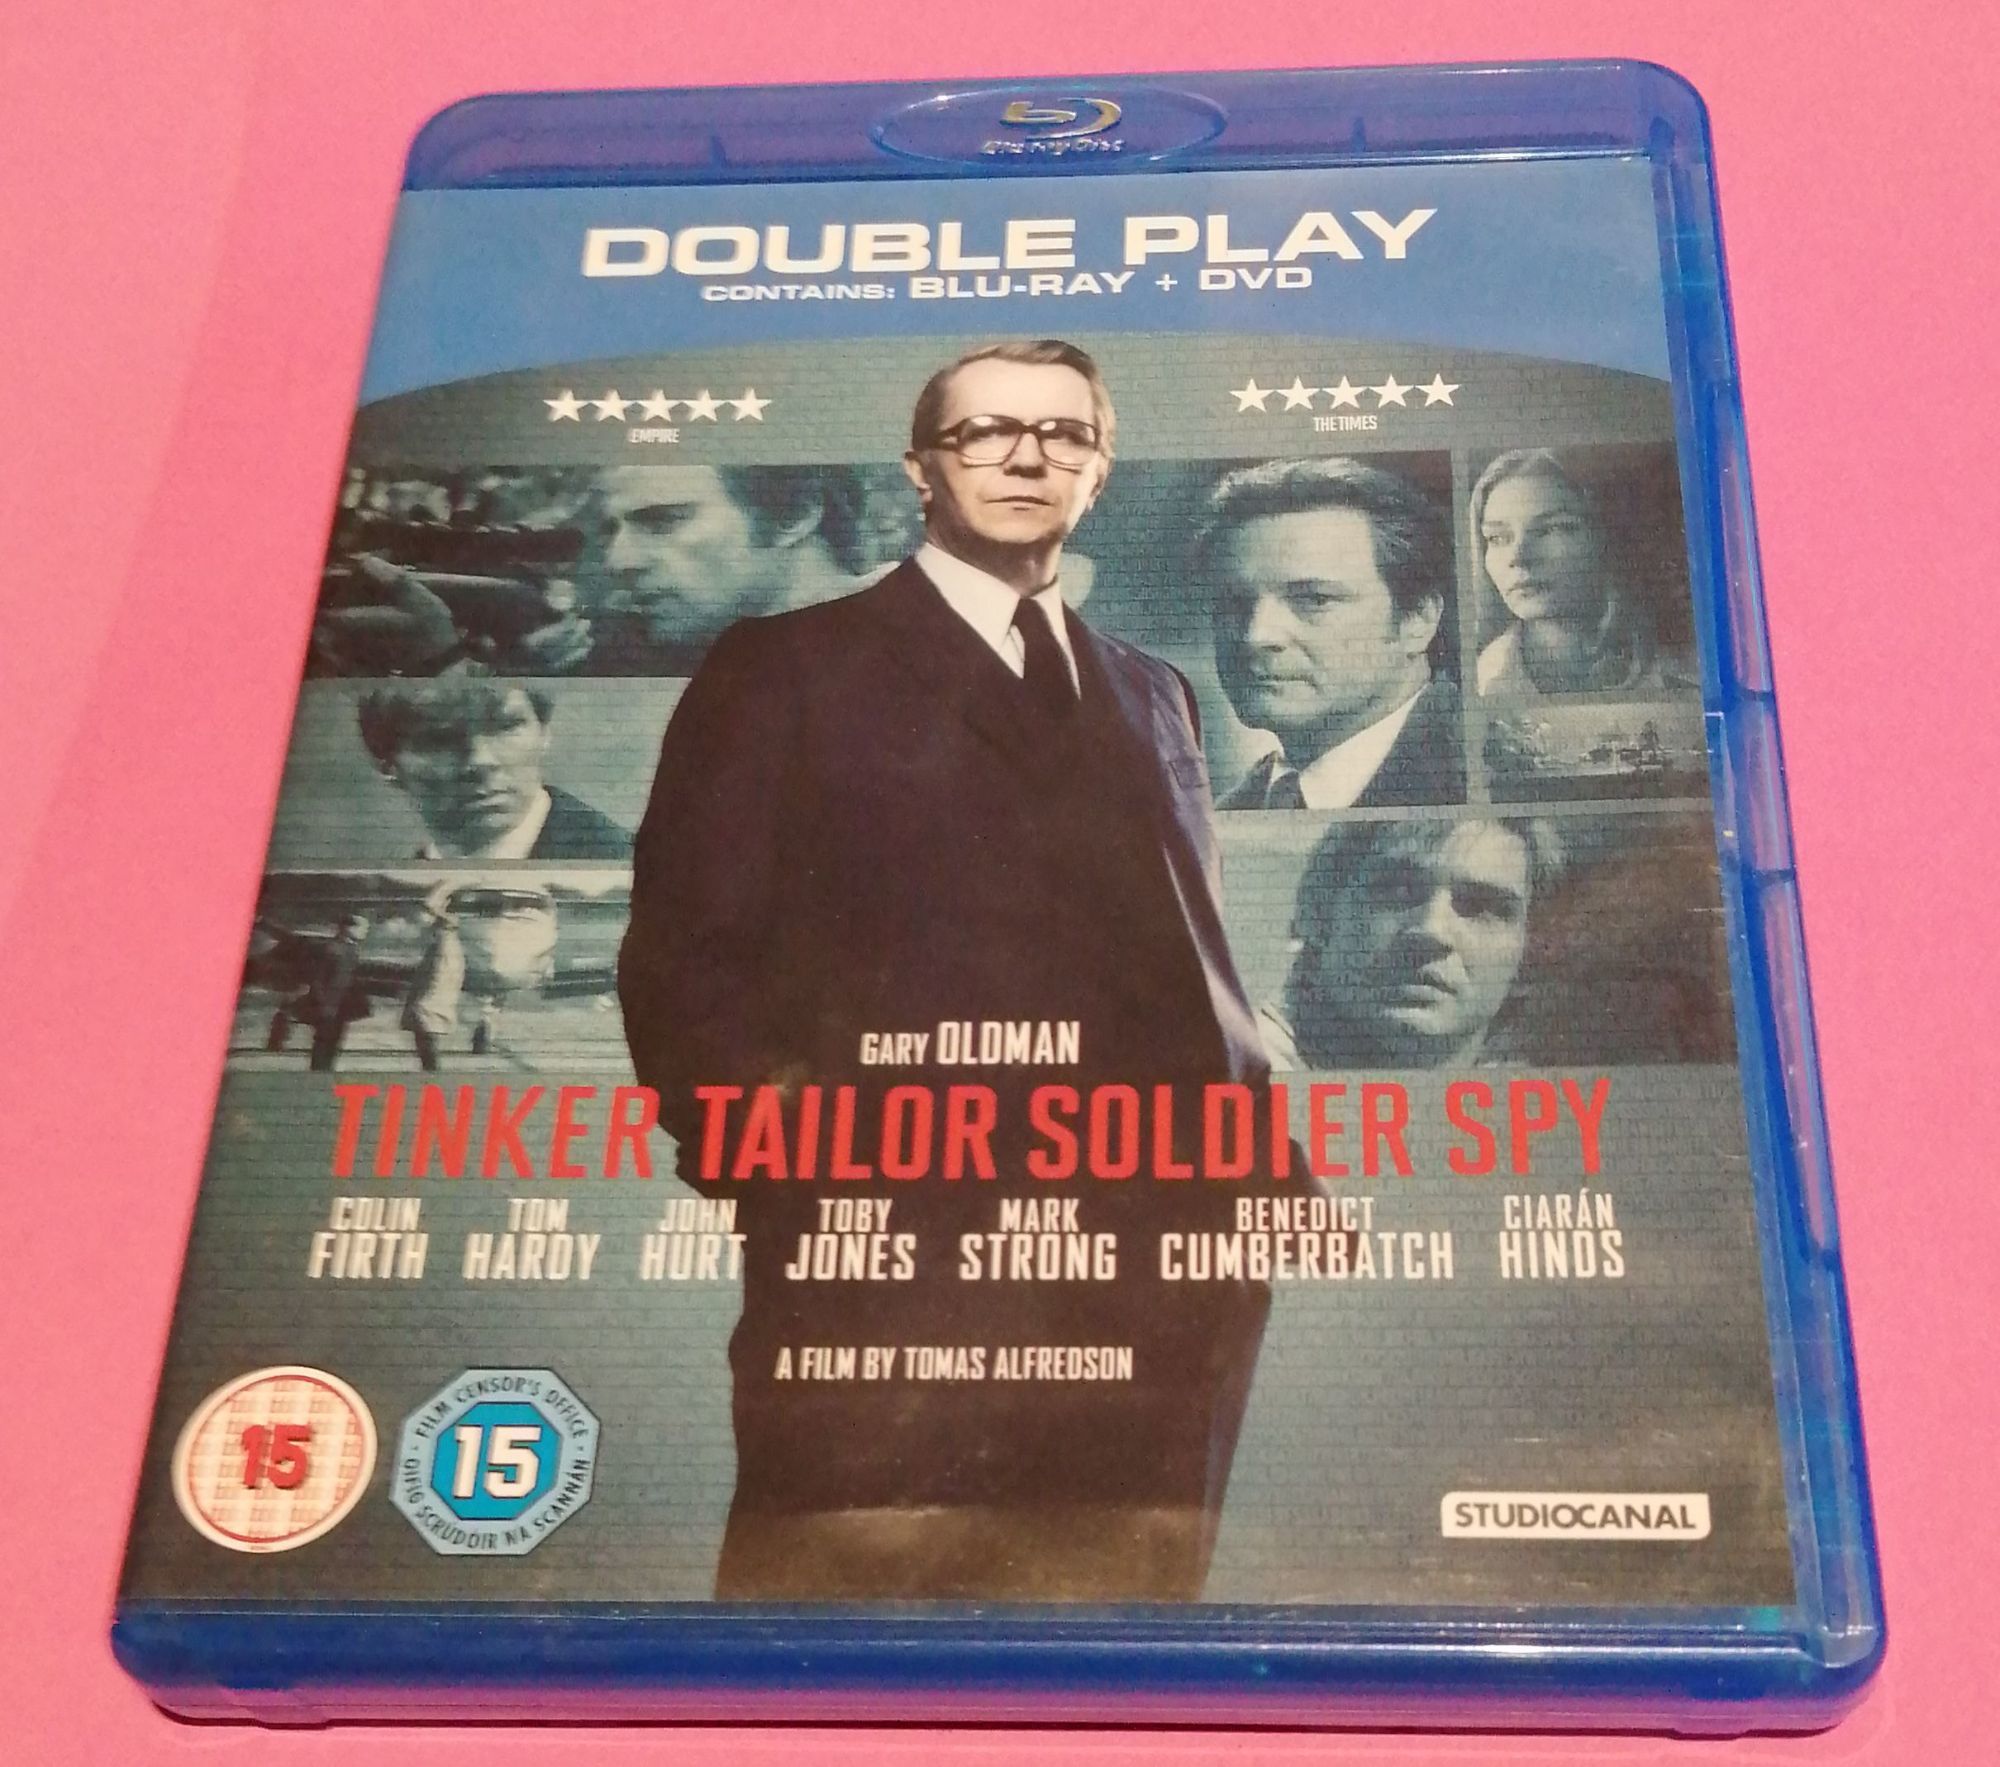 Blu-ray Disc
DOUBLE PLAY
CONTAINS: BLU-RAY + DVD
EMPIRE
THE TIMES
GARY OLDMAN
TINKER TAILOR SOLDIER SPY
COLIN FIRTH
TOM HARDY
JOHN HURT
TOBY JONES
MARK STRONG
BENEDICT CUMBERBATCH
CIARÁN HINDS
A FILM BY TOMAS ALFREDSON
15
FILM CENSOR'S OFFICE
15
OIFIG SCRÚDÓIR NA SCANNÁN
STUDIOCANAL